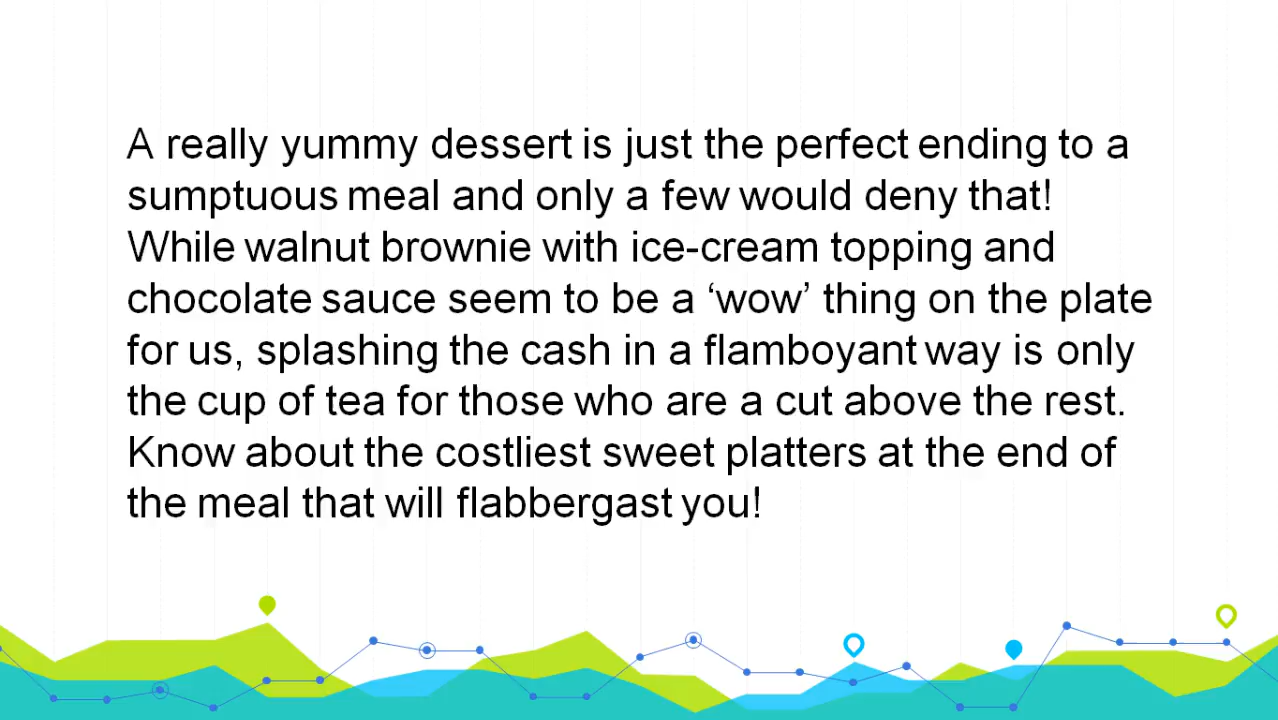 A really yummy dessert is just the perfect ending to a
sumptuous meal and only a few would deny that!
While walnut brownie with ice-cream topping and
chocolate sauce seem to be a ‘wow’ thing on the plate
for us, splashing the cash in a flamboyant way is only
the cup of tea for those who are a cut above the rest.
Know about the costliest sweet platters at the end of
the meal that will flabbergast you!